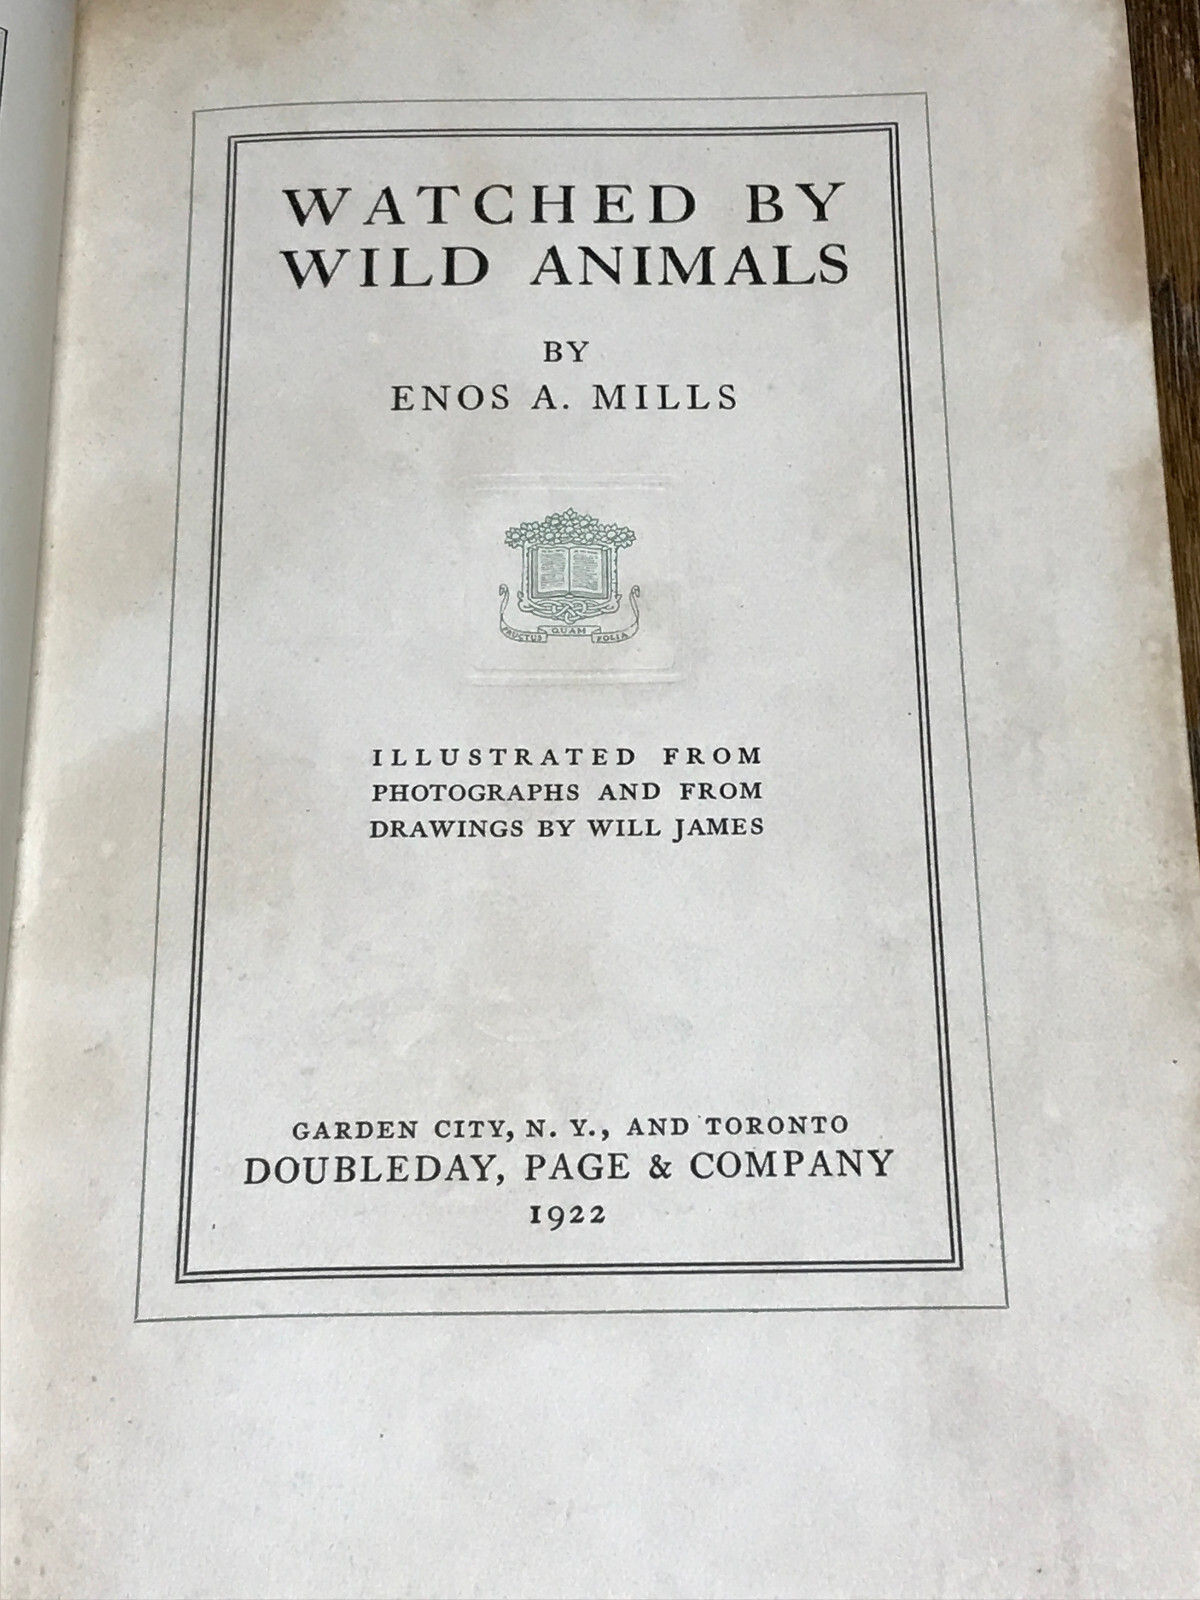 WATCHED BY
WILD ANIMALS
BY
ENOS A. MILLS
FRUCTUS QUAM FOLIA
ILLUSTRATED FROM
PHOTOGRAPHS AND FROM
DRAWINGS BY WILL JAMES
GARDEN CITY, N. Y., AND TORONTO
DOUBLEDAY, PAGE & COMPANY
1922